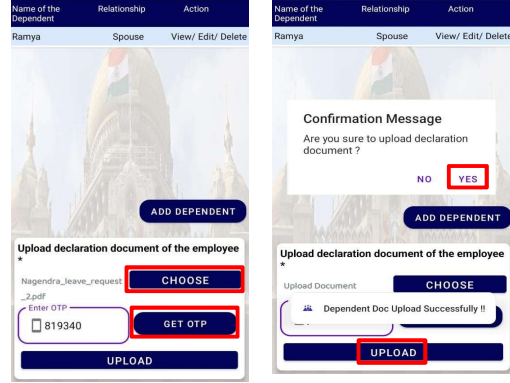 Name of the Dependent Relationship Action
Ramya Spouse View/ Edit/ Delete
ADD DEPENDENT
Upload declaration document of the employee
*
Nagendra_leave_request
_2.pdf
CHOOSE
Enter OTP
819340
GET OTP
UPLOAD
Name of the Dependent Relationship Action
Ramya Spouse View/ Edit/ Delete
Confirmation Message
Are you sure to upload declaration
document ?
NO YES
ADD DEPENDENT
Upload declaration document of the employee
*
Upload Document CHOOSE
Dependent Doc Upload Successfully !!
UPLOAD